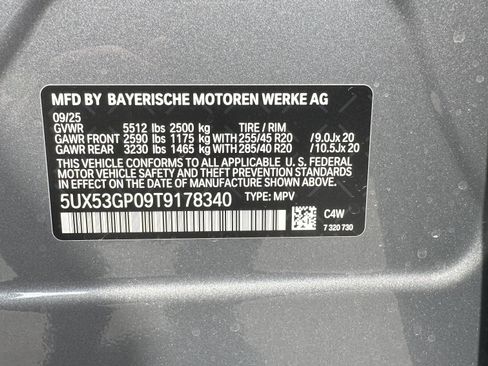 MFD BY BAYERISCHE MOTOREN WERKE AG
09/25
GVWR 5512 lbs 2500 kg TIRE / RIM
GAWR FRONT 2590 lbs 1175 kg WITH 255/45 R20 /9.0Jx 20
GAWR REAR 3230 lbs 1465 kg WITH 285/40 R20 /10.5Jx 20
THIS VEHICLE CONFORMS TO ALL APPLICABLE U. S. FEDERAL
MOTOR VEHICLE SAFETY STANDARDS IN EFFECT ON THE
DATE OF MANUFACTURE SHOWN ABOVE.
5UX53GP09T9178340 TYPE: MPV
C4W
7 320 730